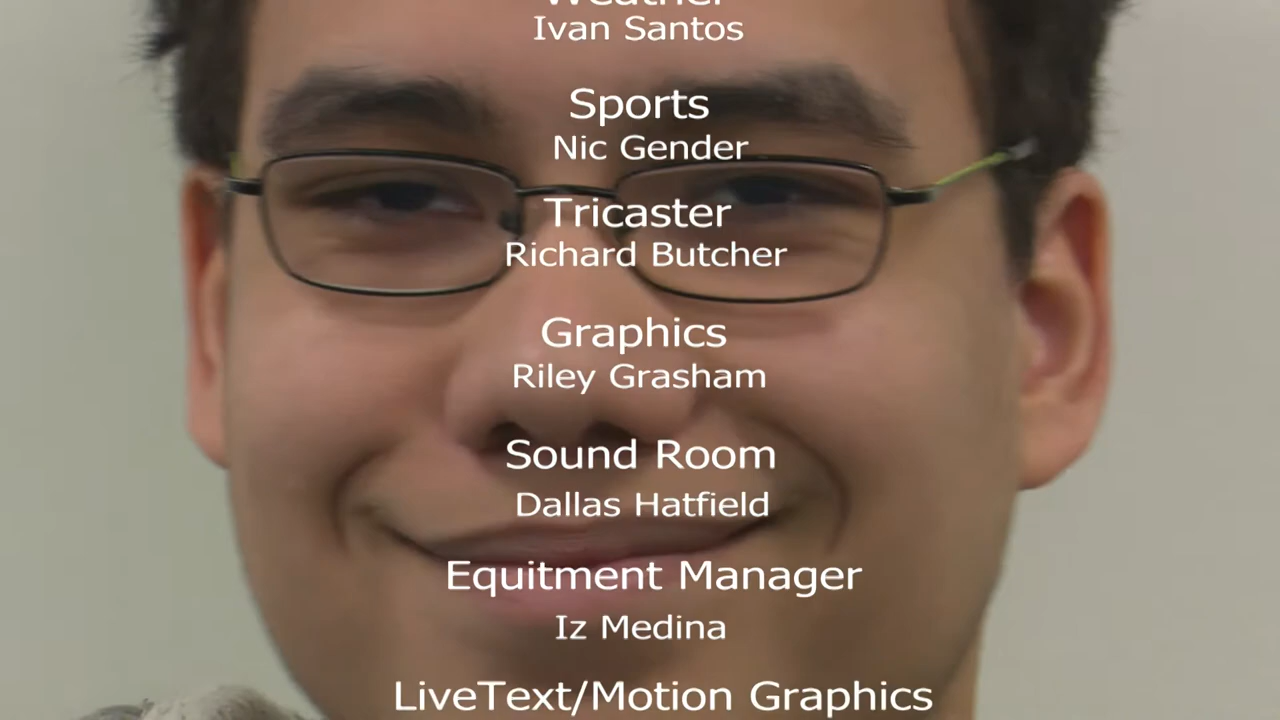 Weather
Ivan Santos
Sports
Nic Gender
Tricaster
Richard Butcher
Graphics
Riley Grasham
Sound Room
Dallas Hatfield
Equitment Manager
Iz Medina
LiveText/Motion Graphics